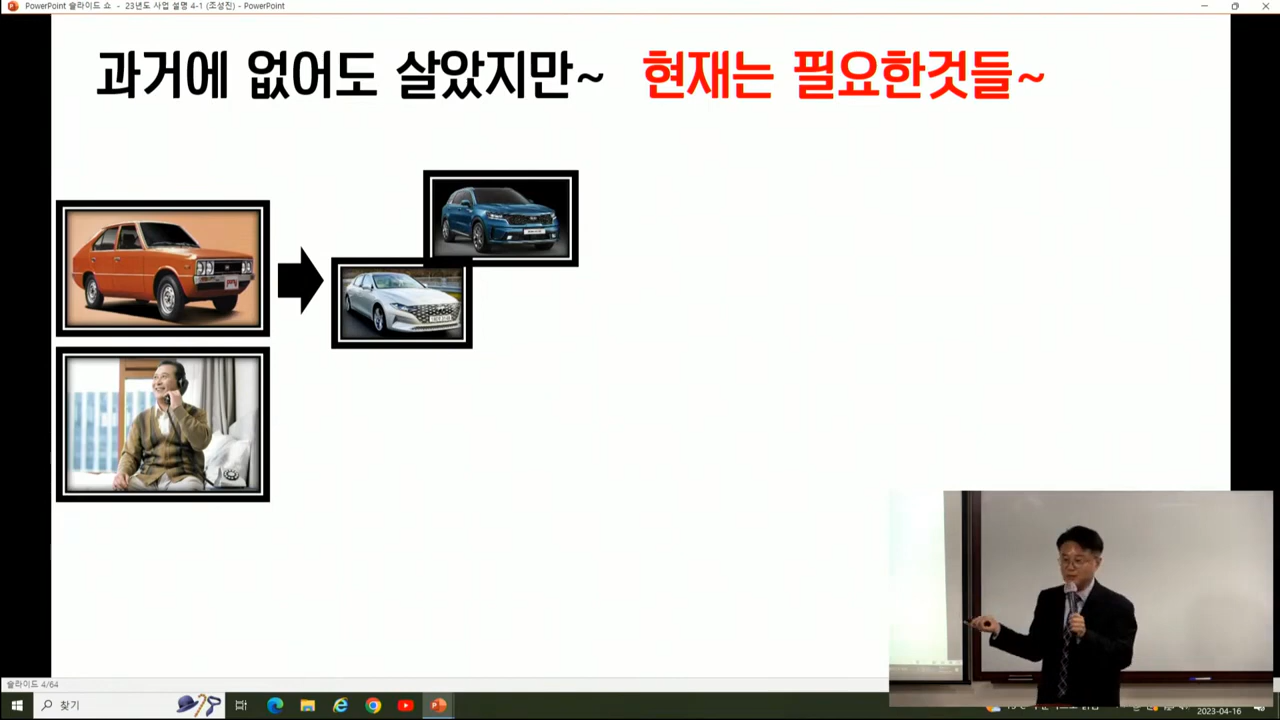 PowerPoint 슬라이드 쇼 - 23년도 사업 설명 4-1 (조성진) - PowerPoint
과거에 없어도 살았지만~ 현재는 필요한것들~
슬라이드 4/64
찾기
2023-04-16